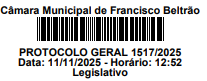 Câmara Municipal de Francisco Beltrão
PROTOCOLO GERAL 1517/2025
Data: 11/11/2025 - Horário: 12:52
Legislativo